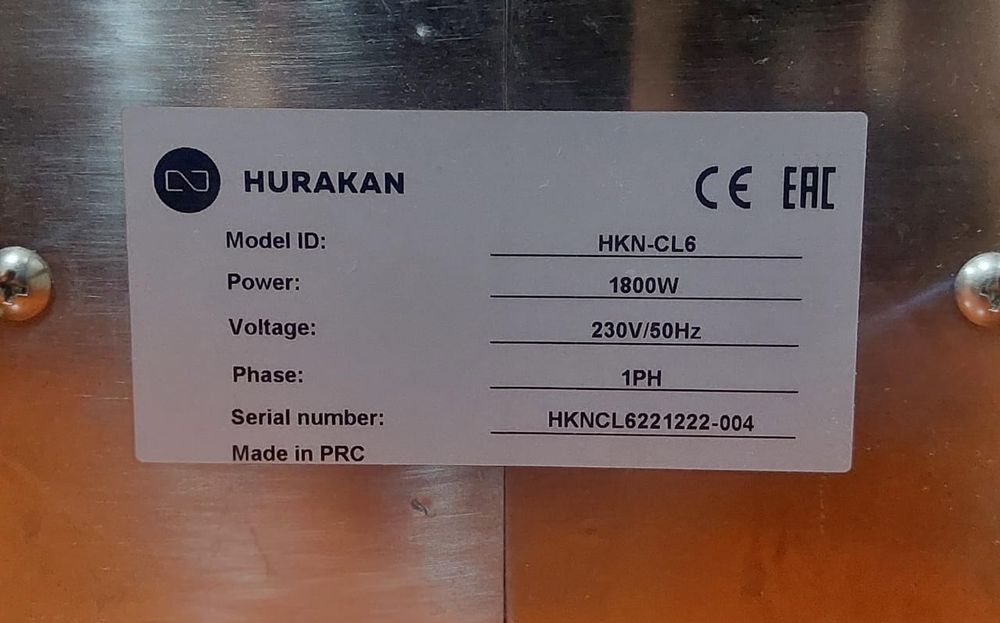 HURAKAN CE EAC
Model ID: HKN-CL6
Power: 1800W
Voltage: 230V/50Hz
Phase: 1PH
Serial number: HKNCL6221222-004
Made in PRC